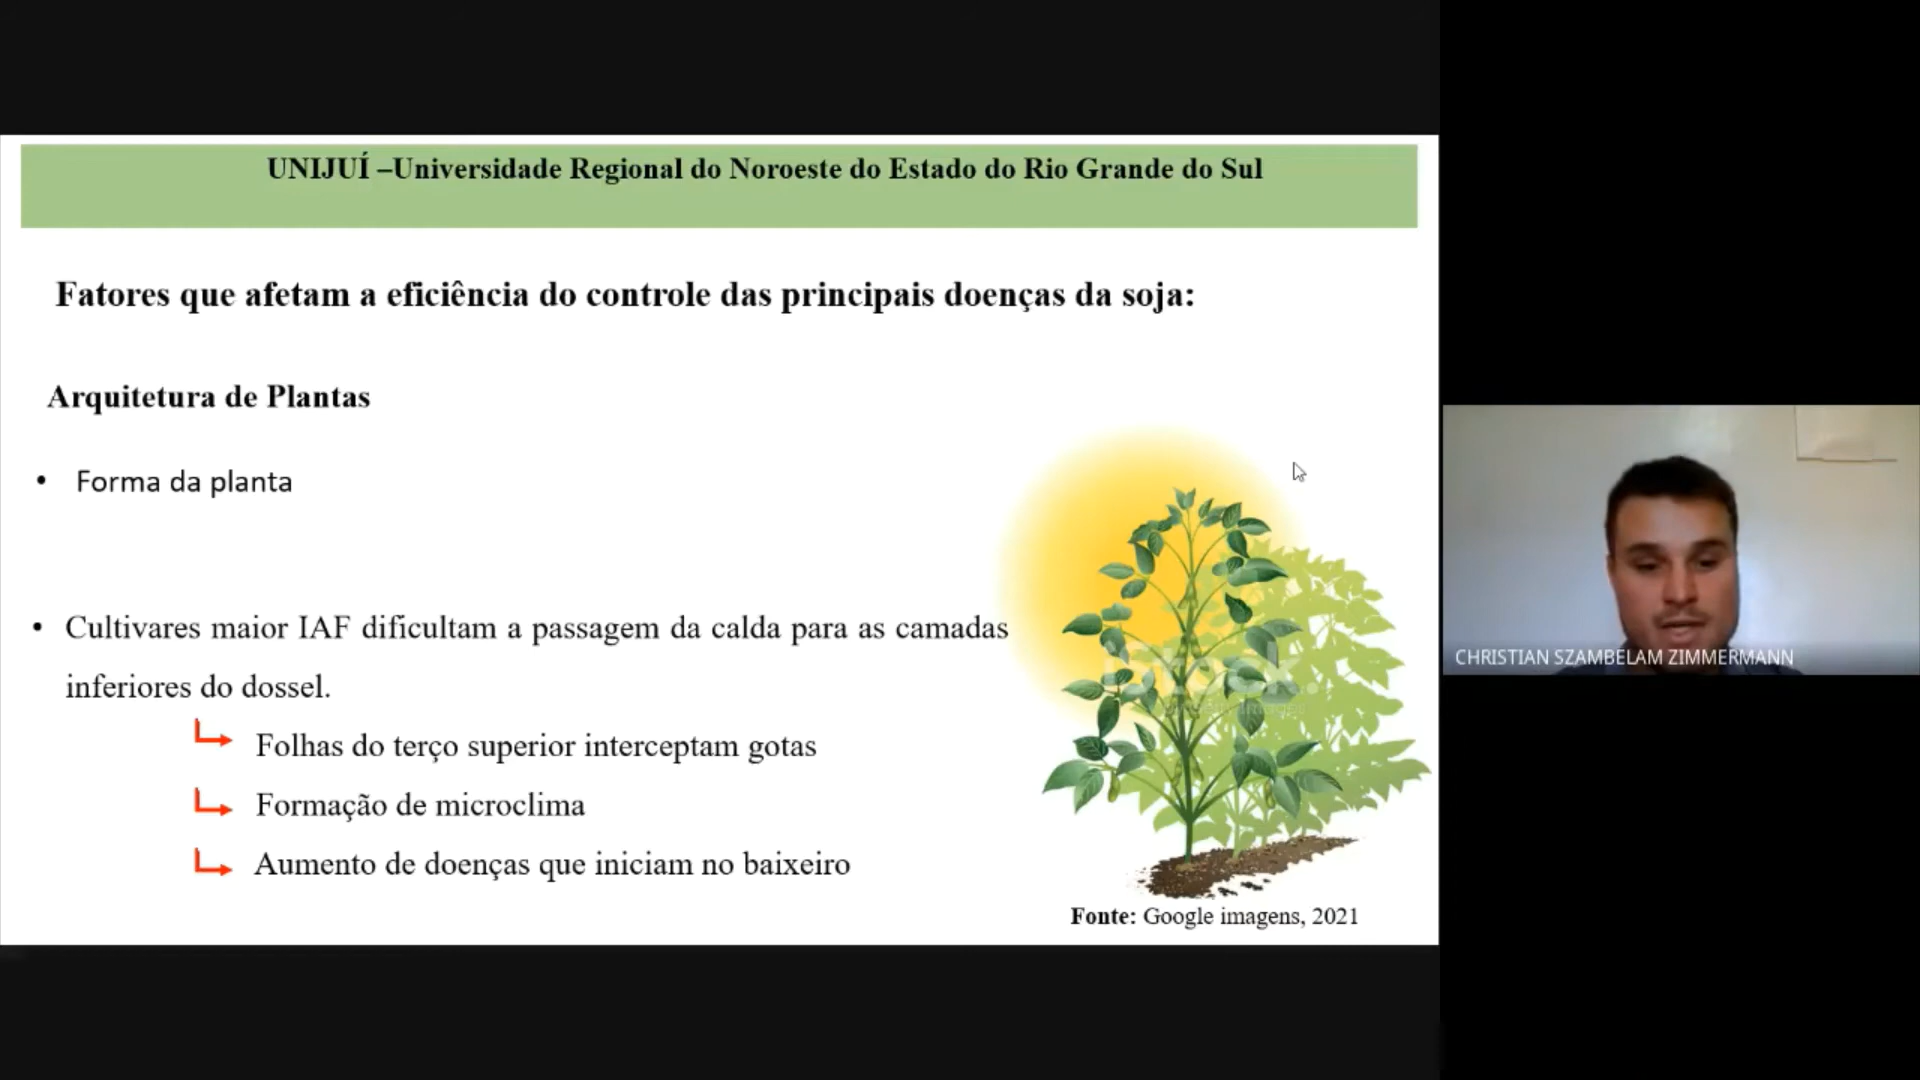 UNIJUÍ –Universidade Regional do Noroeste do Estado do Rio Grande do Sul
Fatores que afetam a eficiência do controle das principais doenças da soja:
Arquitetura de Plantas
• Forma da planta
• Cultivares maior IAF dificultam a passagem da calda para as camadas
inferiores do dossel.
Folhas do terço superior interceptam gotas
Formação de microclima
Aumento de doenças que iniciam no baixeiro
iStock.
Fonte: Google imagens, 2021
CHRISTIAN SZAMBELAM ZIMMERMANN